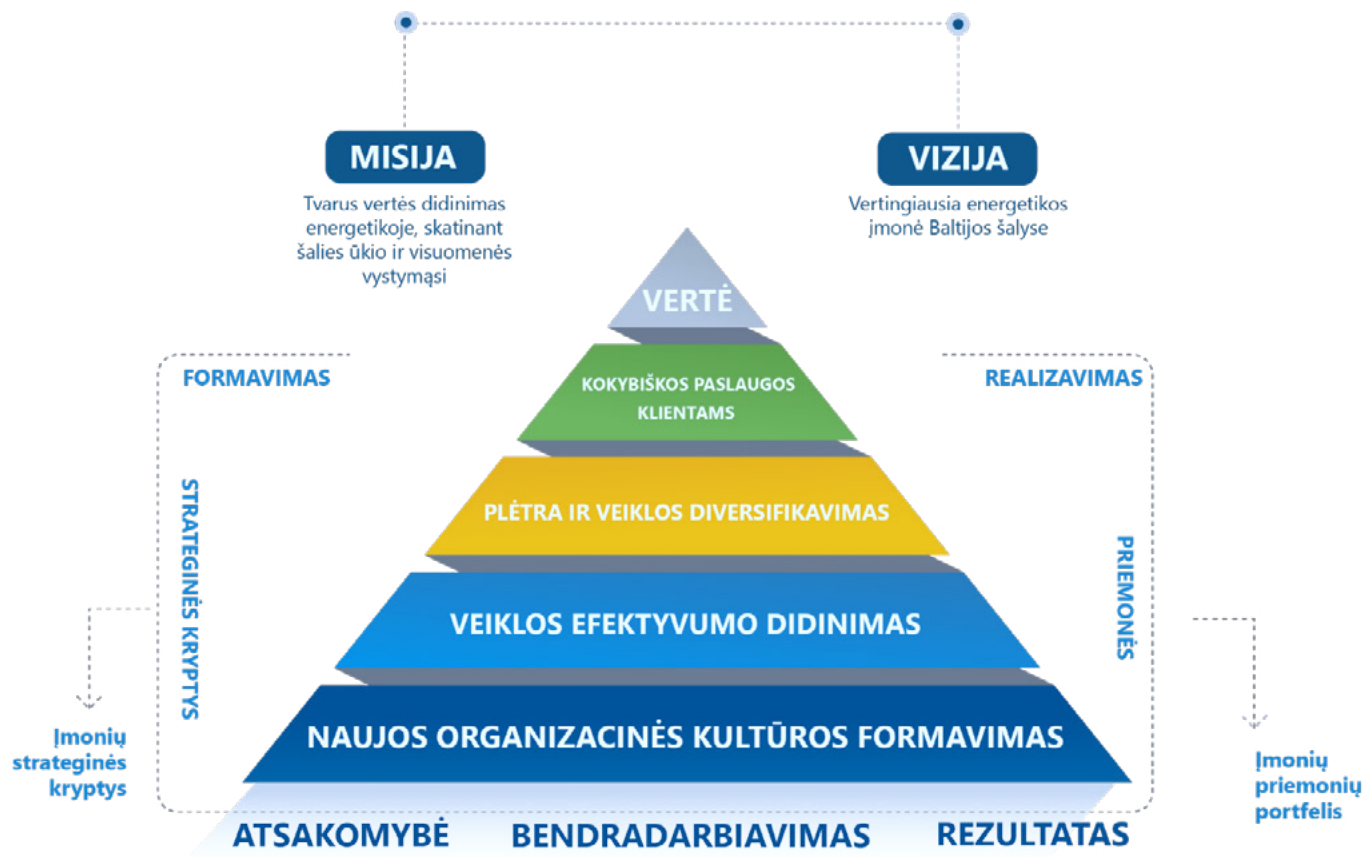 MISIJA
Tvarus vertės didinimas
energetikoje, skatinant
šalies ūkio ir visuomenės
vystymąsi
VIZIJA
Vertingiausia energetikos
įmonė Baltijos šalyse
VERTĖ
FORMAVIMAS
KOKYBIŠKOS PASLAUGOS
KLIENTAMS
REALIZAVIMAS
STRATEGINĖS KRYPTYS
PLĖTRA IR VEIKLOS DIVERSIFIKAVIMAS
PRIEMONĖS
VEIKLOS EFEKTYVUMO DIDINIMAS
NAUJOS ORGANIZACINĖS KULTŪROS FORMAVIMAS
Įmonių
strateginės
kryptys
Įmonių
priemonių
portfelis
ATSAKOMYBĖ BENDRADARBIAVIMAS REZULTATAS